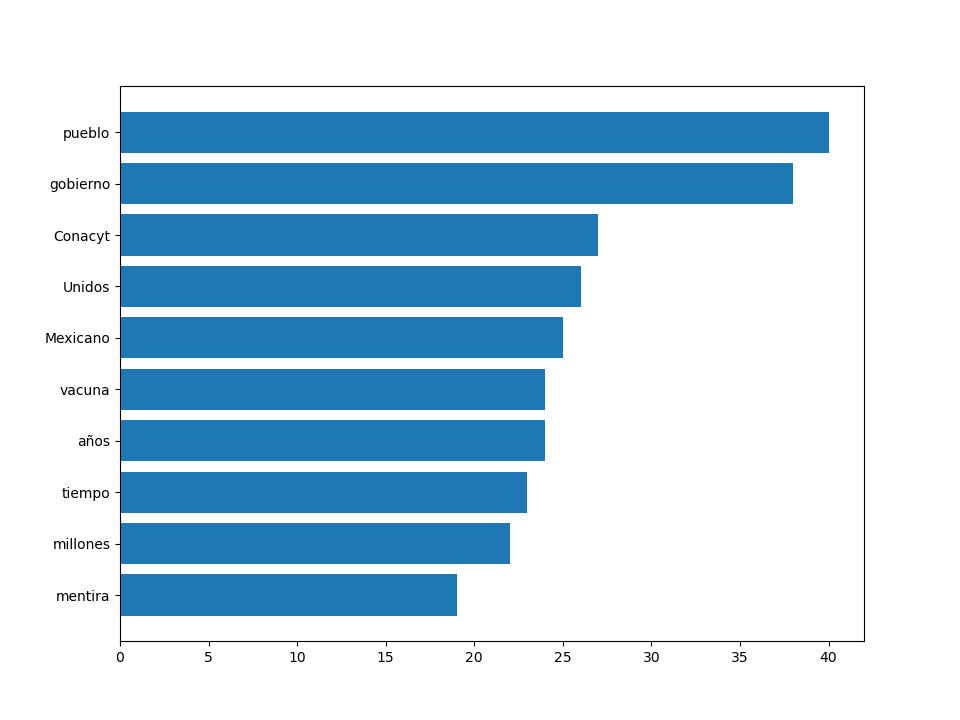 pueblo
gobierno
Conacyt
Unidos
Mexicano
vacuna
años
tiempo
millones
mentira
0 5 10 15 20 25 30 35 40